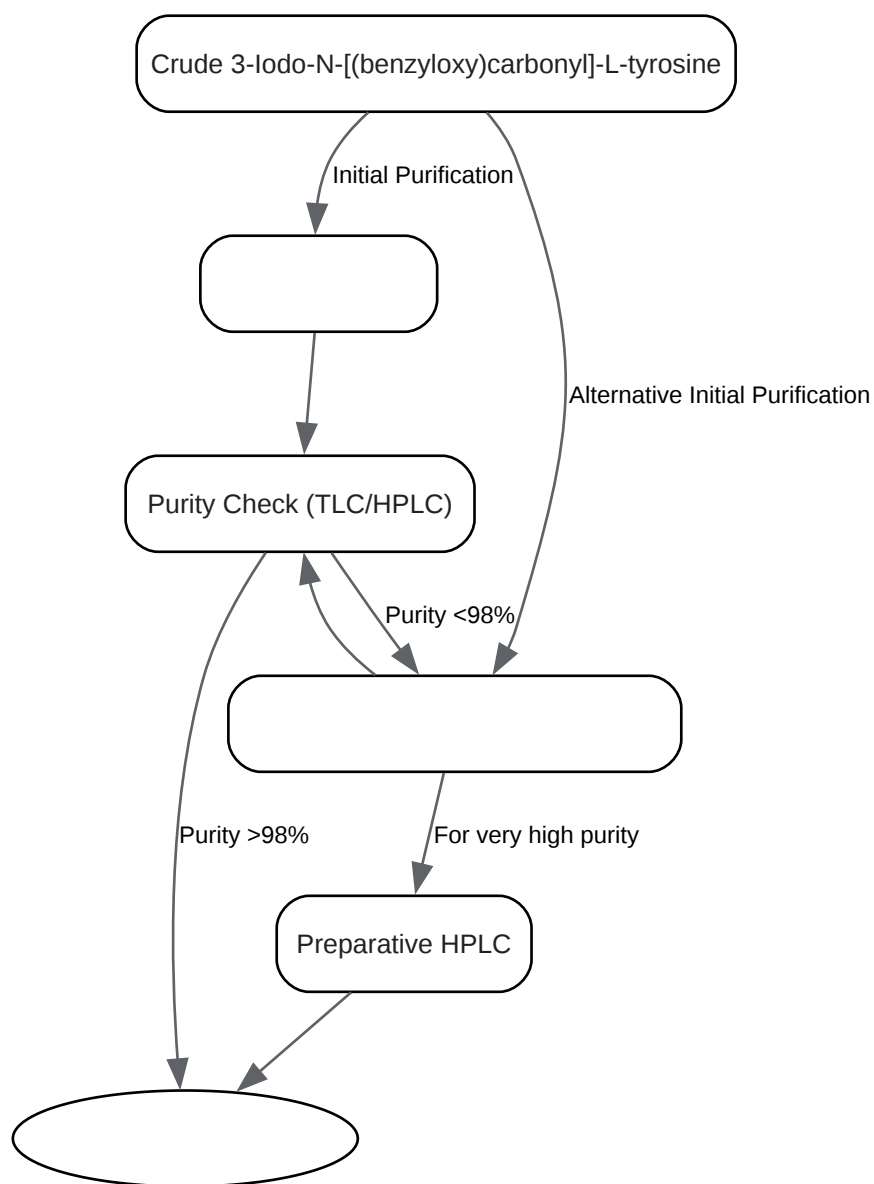 Crude 3-Iodo-N-[(benzyloxy)carbonyl]-L-tyrosine
Initial Purification
Alternative Initial Purification
Purity Check (TLC/HPLC)
Purity <98%
Purity >98%
For very high purity
Preparative HPLC